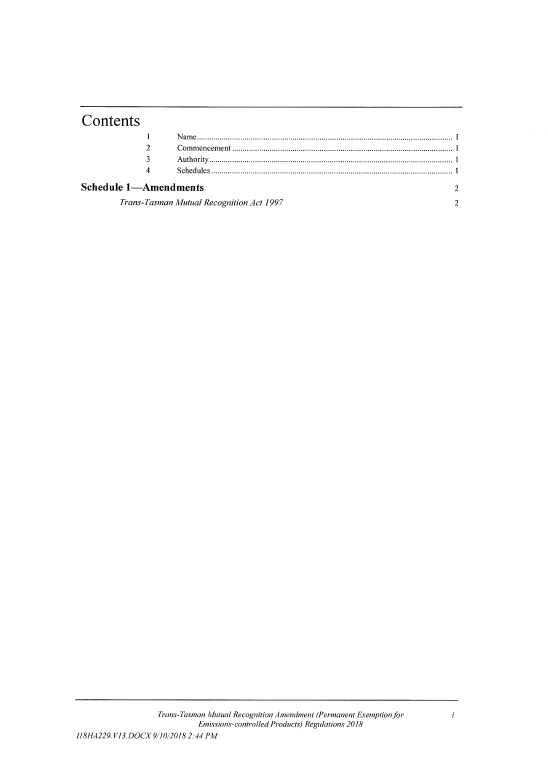 Contents
1 Name........................................................................................................ 1
2 Commencement........................................................................................ 1
3 Authority.................................................................................................. 1
4 Schedules................................................................................................. 1
Schedule 1—Amendments 2
Trans-Tasman Mutual Recognition Act 1997 2
Trans-Tasman Mutual Recognition Amendment (Permanent Exemption for i
Emissions-controlled Products) Regulations 2018
I18HA229.V13.DOCX 9/10/2018 2:44 PM